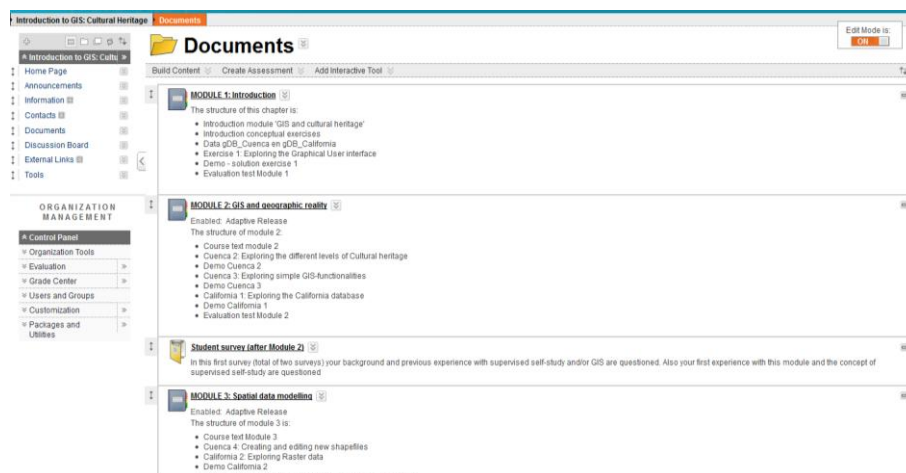 Introduction to GIS: Cultural Heritage Documents
Edit Mode is:
ON
Introduction to GIS: Cultu
Home Page
Announcements
Information
Contacts
Documents
Discussion Board
External Links
Tools
ORGANIZATION
MANAGEMENT
Control Panel
Organization Tools
Evaluation
Grade Center
Users and Groups
Customization
Packages and
Utilities
Documents
Build Content Create Assessment Add Interactive Tool
MODULE 1: Introduction
The structure of this chapter is:
Introduction module 'GIS and cultural heritage'
Introduction conceptual exercises
Data gDB_Cuenca en gDB_California
Exercise 1: Exploring the Graphical User interface
Demo - solution exercise 1
Evaluation test Module 1
MODULE 2: GIS and geographic reality
Enabled: Adaptive Release
The structure of module 2:
Course text module 2
Cuenca 2: Exploring the different levels of Cultural heritage
Demo Cuenca 2
Cuenca 3: Exploring simple GIS-functionalities
Demo Cuenca 3
California 1: Exploring the California database
Demo California 1
Evaluation test Module 2
Student survey (after Module 2)
In this first survey (total of two surveys) your background and previous experience with supervised self-study and/or GIS are questioned. Also your first experience with this module and the concept of
supervised self-study are questioned
MODULE 3: Spatial data modelling
Enabled: Adaptive Release
The structure of module 3 is:
Course text Module 3
Cuenca 4: Creating and editing new shapefiles
California 2: Exploring Raster data
Demo California 2